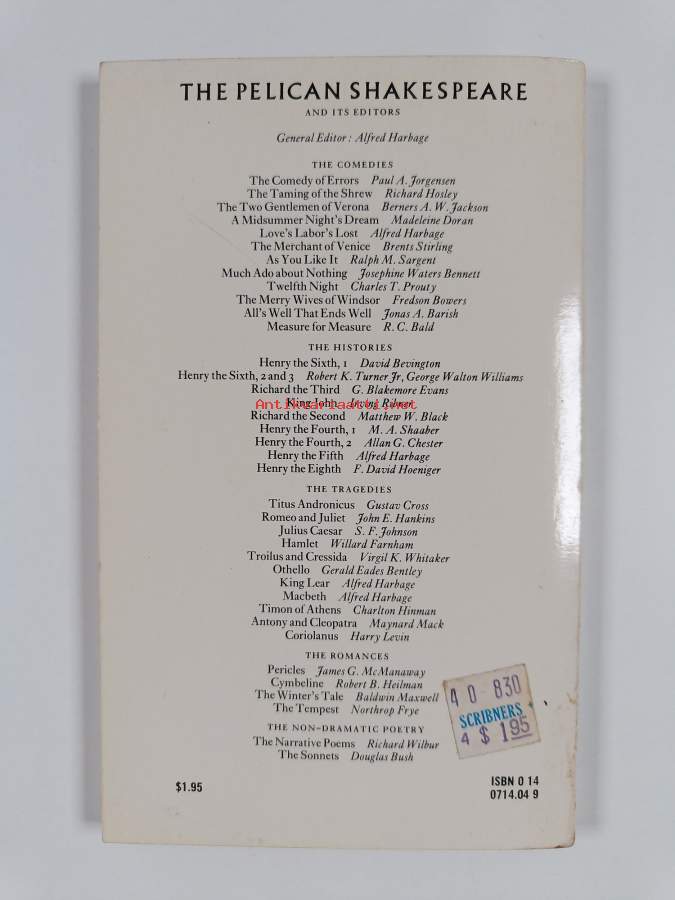 THE PELICAN SHAKESPEARE
AND ITS EDITORS
General Editor: Alfred Harbage
THE COMEDIES
The Comedy of Errors Paul A. Jorgensen
The Taming of the Shrew Richard Hosley
The Two Gentlemen of Verona Berners A. W. Jackson
A Midsummer Night's Dream Madeleine Doran
Love's Labor's Lost Alfred Harbage
The Merchant of Venice Brents Stirling
As You Like It Ralph M. Sargent
Much Ado about Nothing Josephine Waters Bennett
Twelfth Night Charles T. Prouty
The Merry Wives of Windsor Fredson Bowers
All's Well That Ends Well Jonas A. Barish
Measure for Measure R. C. Bald
THE HISTORIES
Henry the Sixth, 1 David Bevington
Henry the Sixth, 2 and 3 Robert K. Turner Jr, George Walton Williams
Richard the Third G. Blakemore Evans
King John Irving Ribner
Antikvariaatti.net
Richard the Second Matthew W. Black
Henry the Fourth, 1 M. A. Shaaber
Henry the Fourth, 2 Allan G. Chester
Henry the Fifth Alfred Harbage
Henry the Eighth F. David Hoeniger
THE TRAGEDIES
Titus Andronicus Gustav Cross
Romeo and Juliet John E. Hankins
Julius Caesar S. F. Johnson
Hamlet Willard Farnham
Troilus and Cressida Virgil K. Whitaker
Othello Gerald Eades Bentley
King Lear Alfred Harbage
Macbeth Alfred Harbage
Timon of Athens Charlton Hinman
Antony and Cleopatra Maynard Mack
Coriolanus Harry Levin
THE ROMANCES
Pericles James G. McManaway
Cymbeline Robert B. Heilman
The Winter's Tale Baldwin Maxwell
The Tempest Northrop Frye
THE NON-DRAMATIC POETRY
The Narrative Poems Richard Wilbur
The Sonnets Douglas Bush
40-830
SCRIBNERS
4 $ 1.95
$1.95
ISBN 0 14
0714.04 9